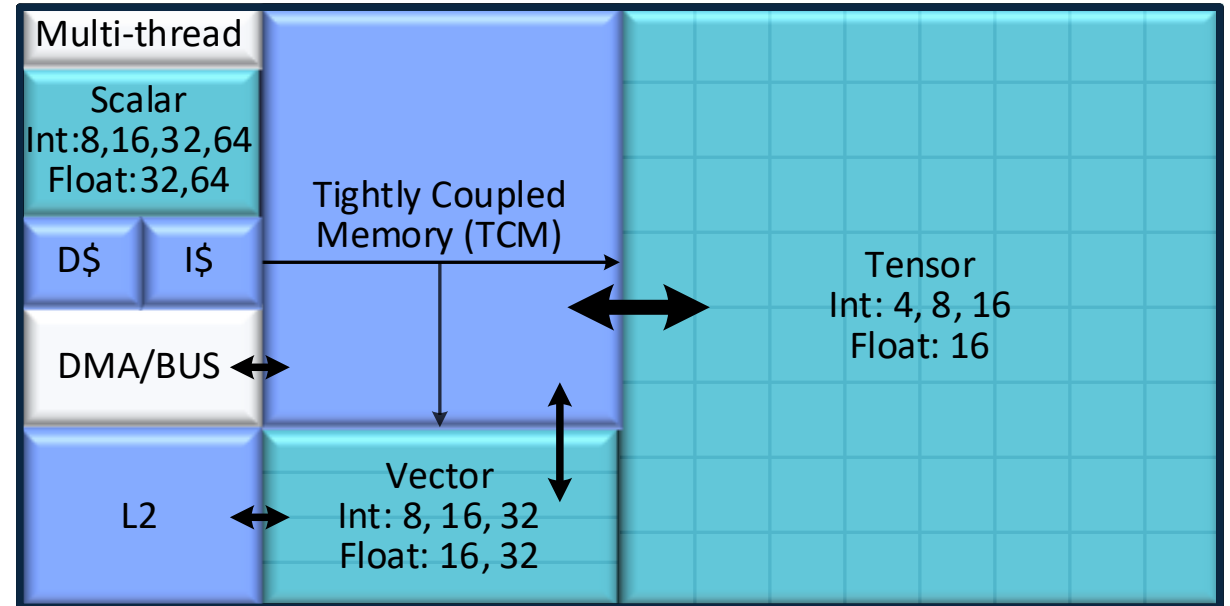 Multi-thread
Scalar
Int:8,16,32,64
Float:32,64
D$
I$
DMA/BUS
L2
Tightly Coupled
Memory (TCM)
Vector
Int: 8, 16, 32
Float: 16, 32
Tensor
Int: 4, 8, 16
Float: 16